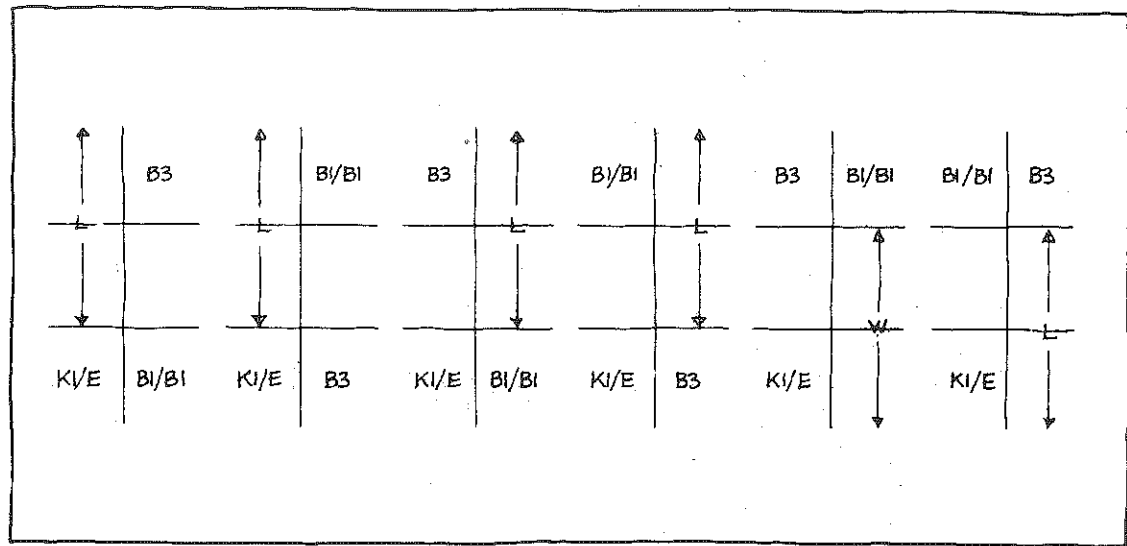 B3 B1/B1 B3 B1/B1 B3 B1/B1 B1/B1 B3
L L L L
W L
K1/E B1/B1 K1/E B3 K1/E B1/B1 K1/E B3 K1/E K1/E